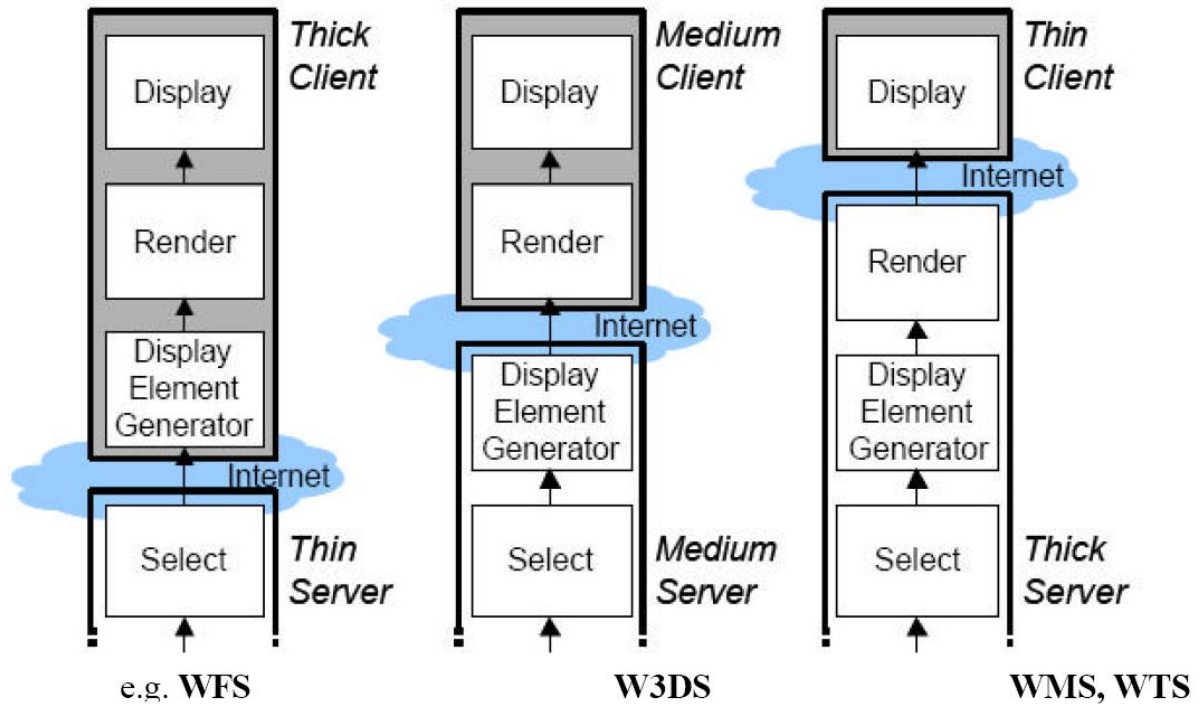 Thick
Client
Display
Render
Display
Element
Generator
Internet
Select
Thin
Server
e.g. WFS
Medium
Client
Display
Render
Internet
Display
Element
Generator
Select
Medium
Server
W3DS
Thin
Client
Display
Internet
Render
Display
Element
Generator
Select
Thick
Server
WMS, WTS